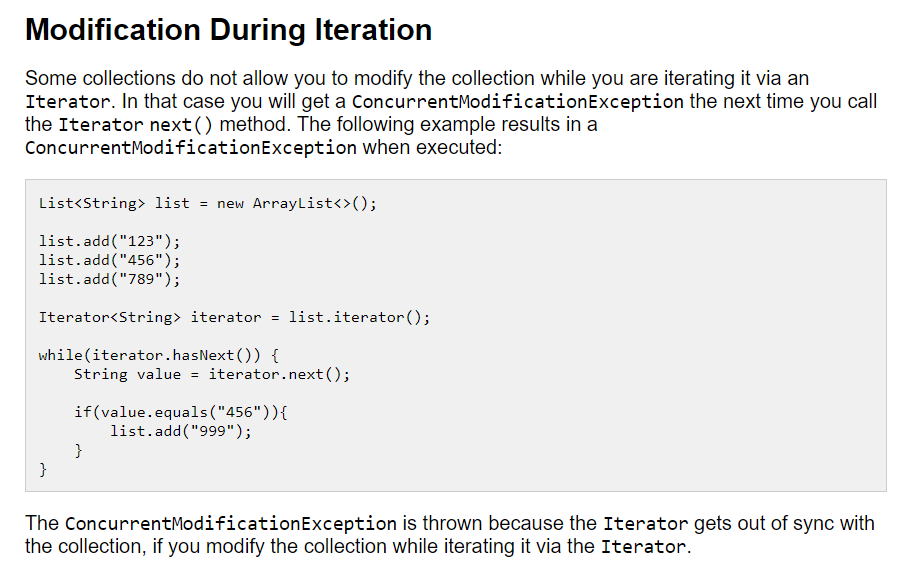 Modification During Iteration
Some collections do not allow you to modify the collection while you are iterating it via an
Iterator. In that case you will get a ConcurrentModificationException the next time you call
the Iterator next() method. The following example results in a
ConcurrentModificationException when executed:
List<String> list = new ArrayList<>();
list.add("123");
list.add("456");
list.add("789");
Iterator<String> iterator = list.iterator();
while(iterator.hasNext()) {
    String value = iterator.next();
    if(value.equals("456")){
        list.add("999");
    }
}
The ConcurrentModificationException is thrown because the Iterator gets out of sync with
the collection, if you modify the collection while iterating it via the Iterator.